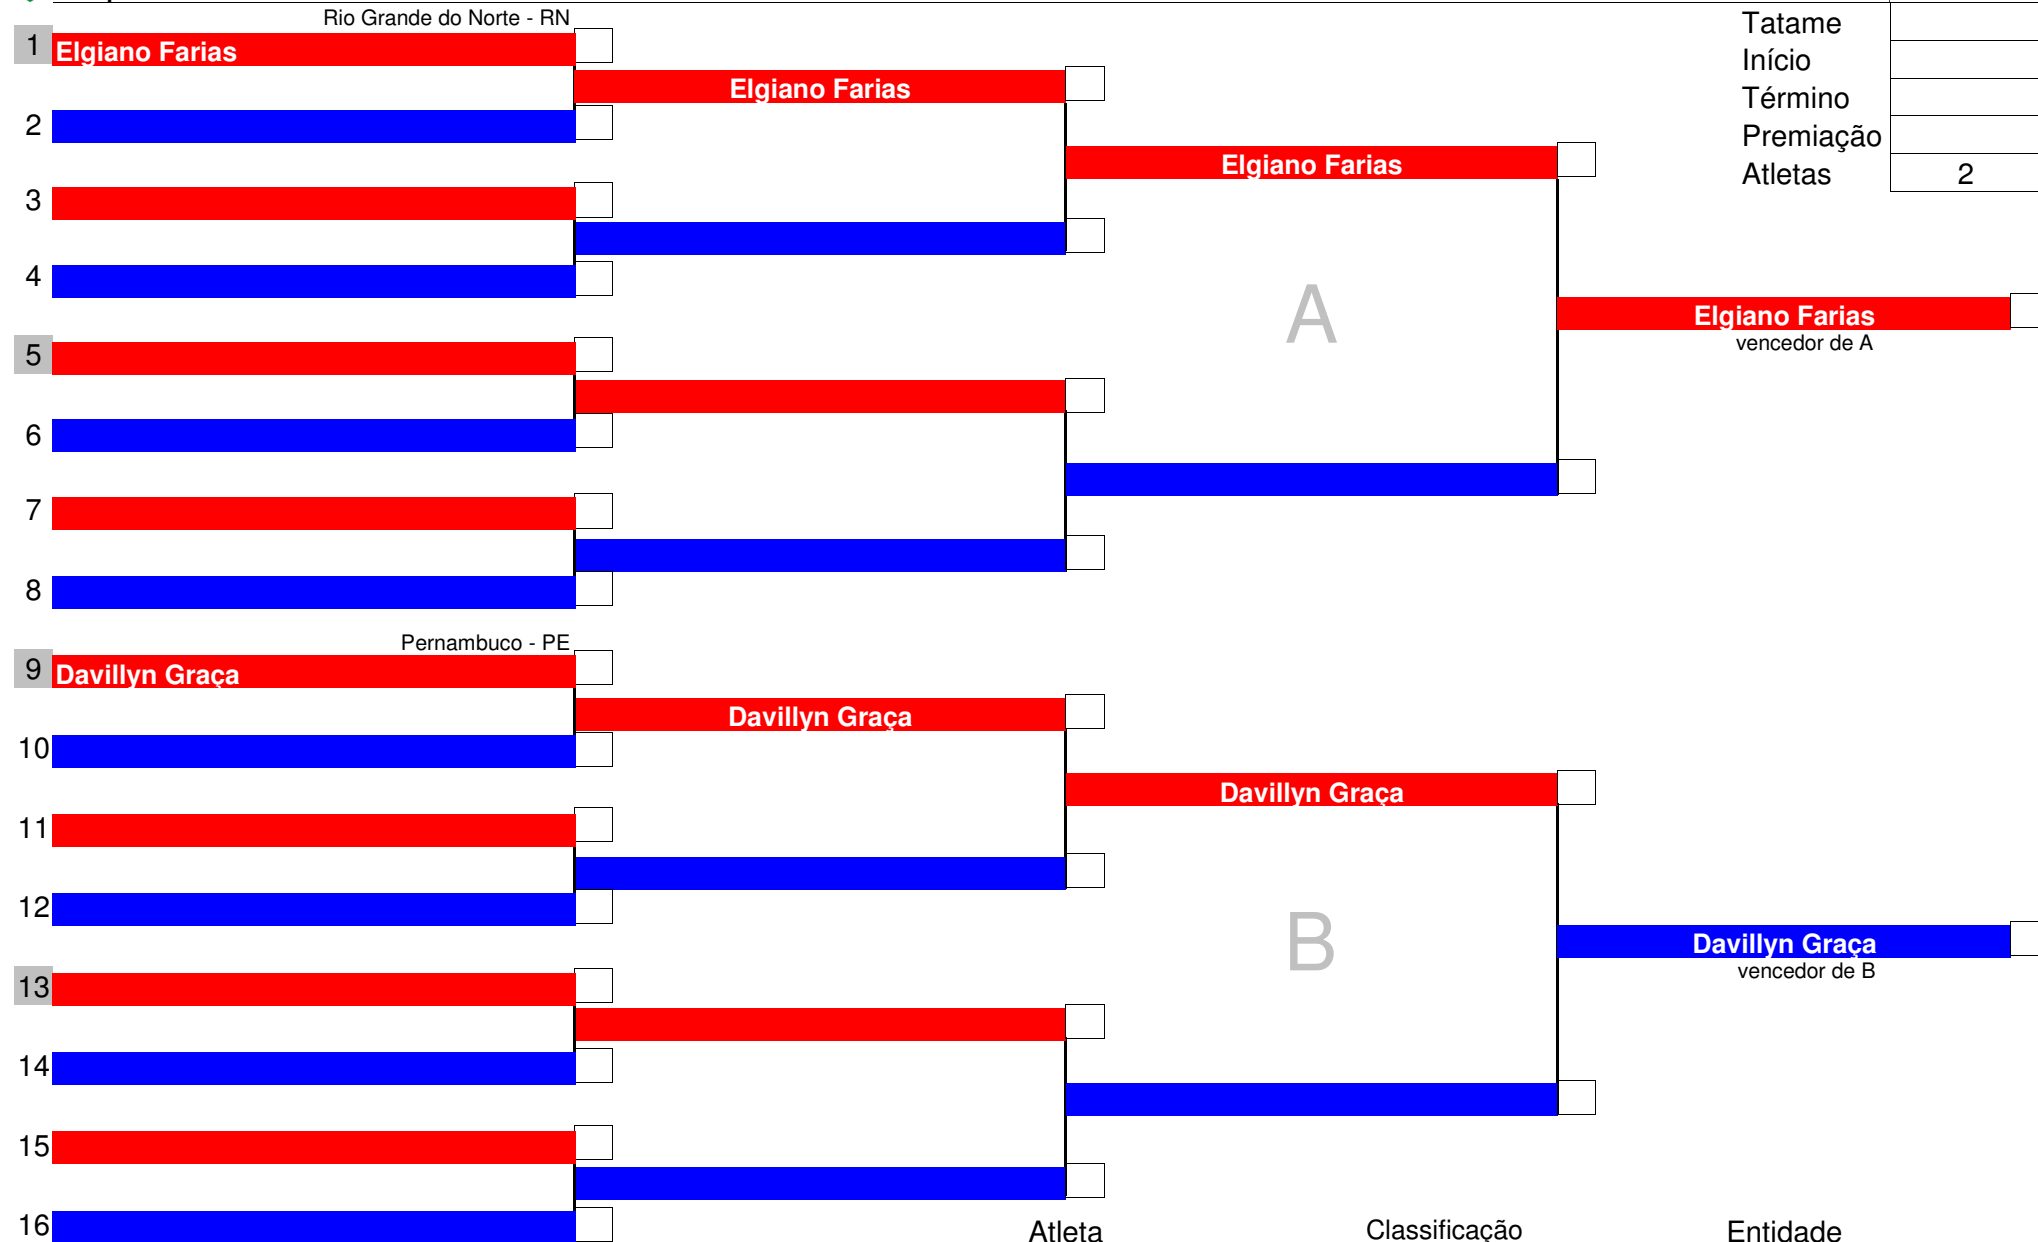 Rio Grande do Norte - RN
Tatame
1 Elgiano Farias
Início
Elgiano Farias
Término
2
Premiação
Elgiano Farias
Atletas 2
3
4
A
Elgiano Farias
vencedor de A
5
6
7
8
Pernambuco - PE
9 Davillyn Graça
Davillyn Graça
10
Davillyn Graça
11
12
B
Davillyn Graça
vencedor de B
13
14
15
16
Atleta Classificação Entidade